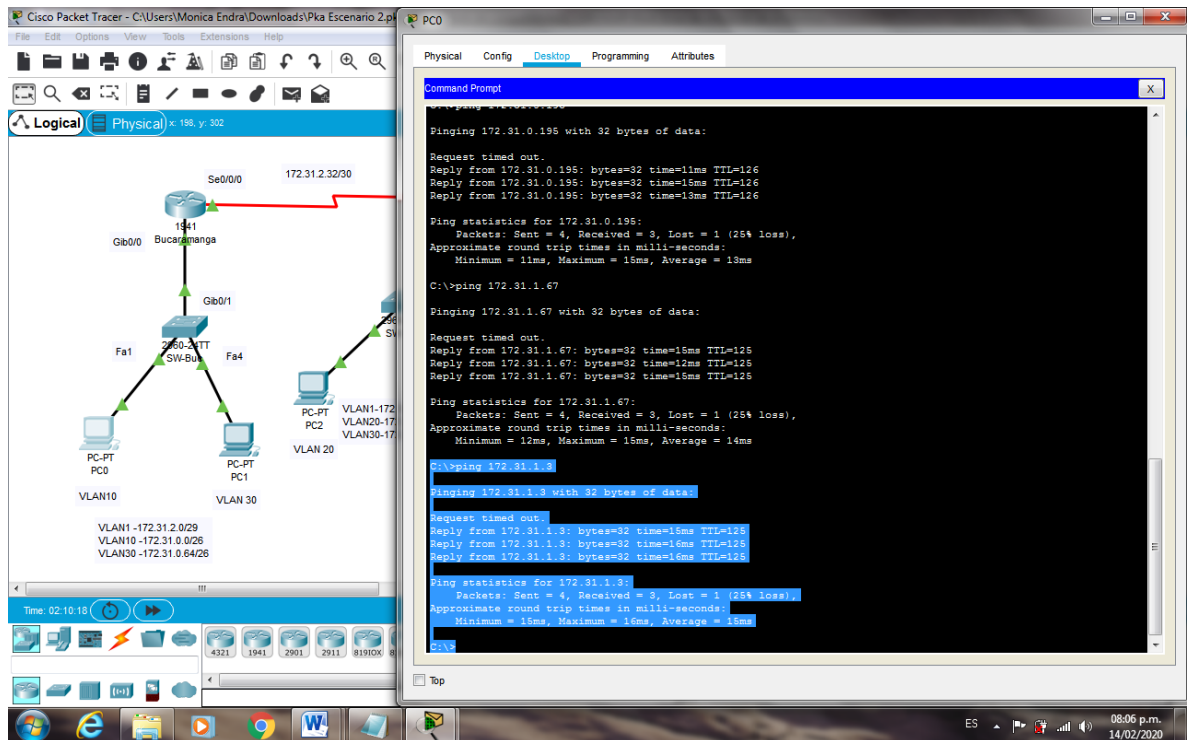 Cisco Packet Tracer - C:\Users\Monica Endra\Downloads\Pka Escenario 2.pk
File Edit Options View Tools Extensions Help
Logical
Physical
x: 198, y: 302
Se0/0/0
172.31.2.32/30
1941
Bucaramanga
Gib0/0
Gib0/1
2960-24TT
SW-Buc
Fa1
Fa4
PC-PT
PC2
VLAN1-172
VLAN20-17
VLAN30-17
VLAN 20
PC-PT
PC0
PC-PT
PC1
VLAN10
VLAN 30
VLAN1 -172.31.2.0/29
VLAN10 -172.31.0.0/26
VLAN30 -172.31.0.64/26
Time: 02:10:18
4321 1941 2901 2911 819IOX
PC0
Physical Config Desktop Programming Attributes
Command Prompt
X
Pinging 172.31.0.195 with 32 bytes of data:
Request timed out.
Reply from 172.31.0.195: bytes=32 time=11ms TTL=126
Reply from 172.31.0.195: bytes=32 time=15ms TTL=126
Reply from 172.31.0.195: bytes=32 time=13ms TTL=126
Ping statistics for 172.31.0.195:
Packets: Sent = 4, Received = 3, Lost = 1 (25% loss),
Approximate round trip times in milli-seconds:
Minimum = 11ms, Maximum = 15ms, Average = 13ms
C:\>ping 172.31.1.67
Pinging 172.31.1.67 with 32 bytes of data:
Request timed out.
Reply from 172.31.1.67: bytes=32 time=15ms TTL=125
Reply from 172.31.1.67: bytes=32 time=12ms TTL=125
Reply from 172.31.1.67: bytes=32 time=15ms TTL=125
Ping statistics for 172.31.1.67:
Packets: Sent = 4, Received = 3, Lost = 1 (25% loss),
Approximate round trip times in milli-seconds:
Minimum = 12ms, Maximum = 15ms, Average = 14ms
C:\>ping 172.31.1.3
Pinging 172.31.1.3 with 32 bytes of data:
Request timed out.
Reply from 172.31.1.3: bytes=32 time=15ms TTL=125
Reply from 172.31.1.3: bytes=32 time=16ms TTL=125
Reply from 172.31.1.3: bytes=32 time=16ms TTL=125
Ping statistics for 172.31.1.3:
Packets: Sent = 4, Received = 3, Lost = 1 (25% loss),
Approximate round trip times in milli-seconds:
Minimum = 15ms, Maximum = 16ms, Average = 15ms
C:\>
Top
ES
08:06 p.m.
14/02/2020